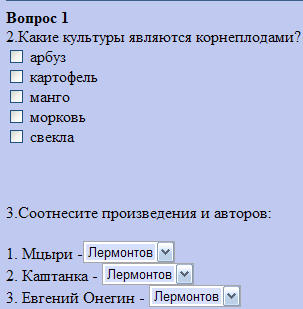 Вопрос 1
2.Какие культуры являются корнеплодами?
арбуз
картофель
манго
морковь
свекла
3.Соотнесите произведения и авторов:
1. Мцыри - Лермонтов
2. Каштанка - Лермонтов
3. Евгений Онегин - Лермонтов